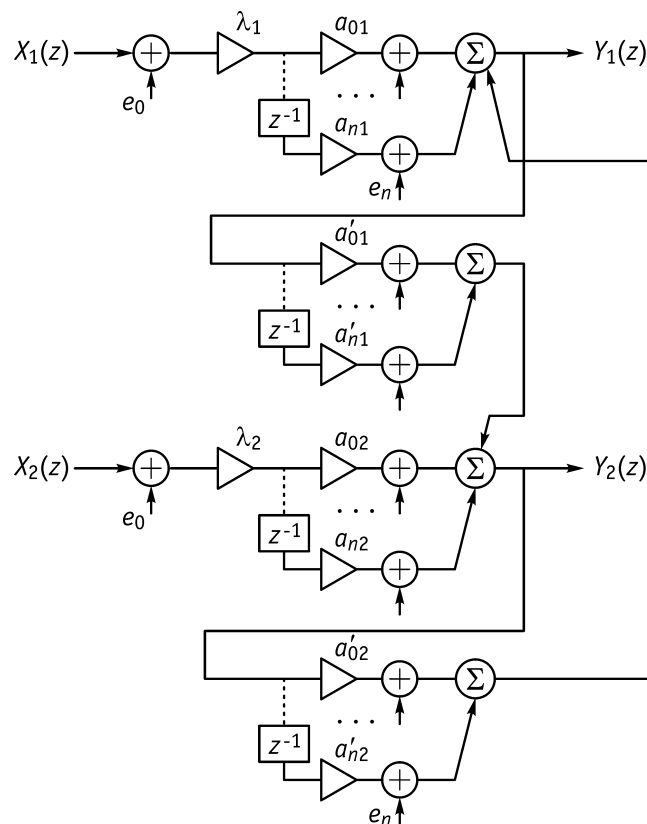 λ₁ a₀₁
X₁(z) + + Σ Y₁(z)
e₀ . . .
z⁻¹ aₙ₁
+
eₙ
a′₀₁
+ Σ
. . .
z⁻¹ a′ₙ₁
+
λ₂ a₀₂
X₂(z) + + Σ Y₂(z)
e₀ . . .
z⁻¹ aₙ₂
+
a′₀₂
+ Σ
. . .
z⁻¹ a′ₙ₂
+
eₙ